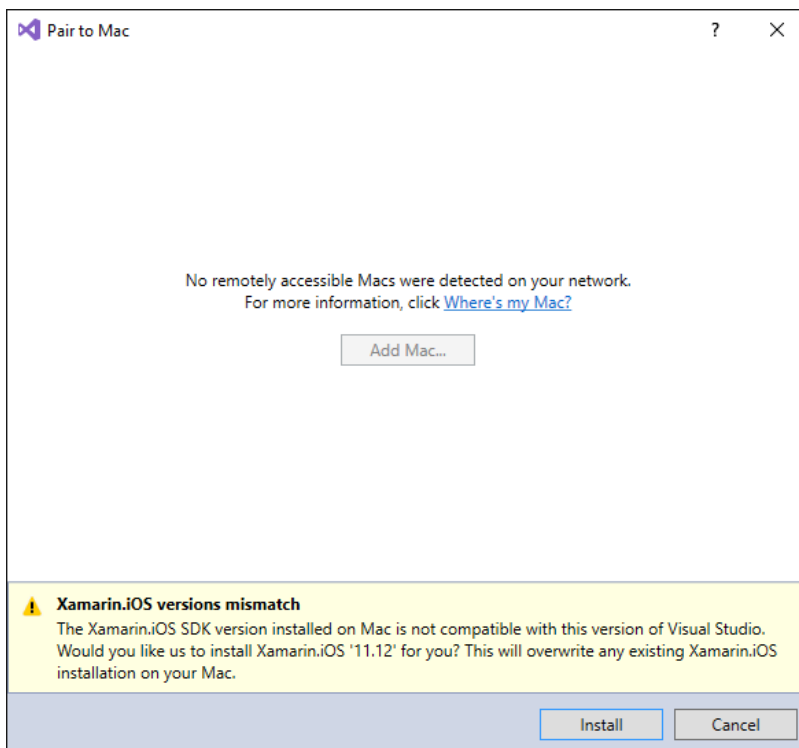 Pair to Mac
?
No remotely accessible Macs were detected on your network.
For more information, click Where's my Mac?
Add Mac...
Xamarin.iOS versions mismatch
The Xamarin.iOS SDK version installed on Mac is not compatible with this version of Visual Studio.
Would you like us to install Xamarin.iOS '11.12' for you? This will overwrite any existing Xamarin.iOS
installation on your Mac.
Install
Cancel